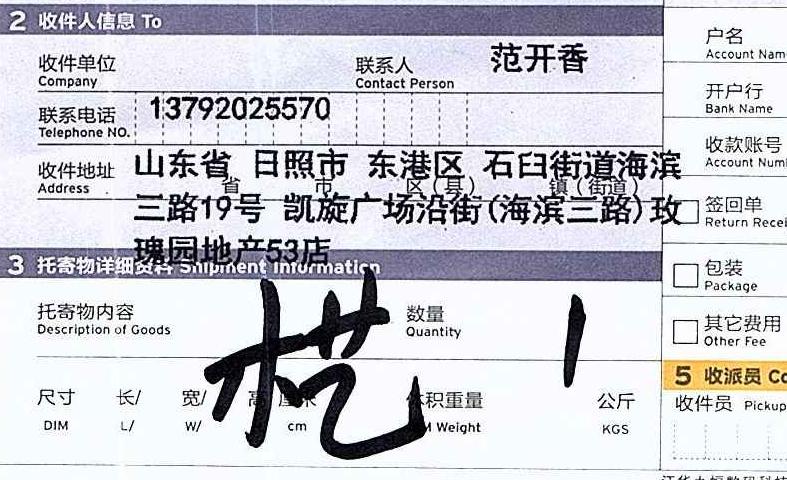 2 收件人信息 To
收件单位
Company
联系人
Contact Person
范开香
联系电话
Telephone NO.
13792025570
收件地址
Address
山东省 日照市 东港区 石臼街道海滨
省 市 区(县) 镇(街道)
三路19号 凯旋广场沿街(海滨三路)玫
瑰园地产53店
3 托寄物详细资料 Shipment Information
托寄物内容
Description of Goods
数量
Quantity
1
尺寸 长/ 宽/ 高 厘米
DIM L/ W/ cm
体积重量
Weight
公斤
KGS
户名
Account Nam
开户行
Bank Name
收款账号
Account Num
签回单
Return Recei
包装
Package
其它费用
Other Fee
5 收派员 Co
收件员 Pickup